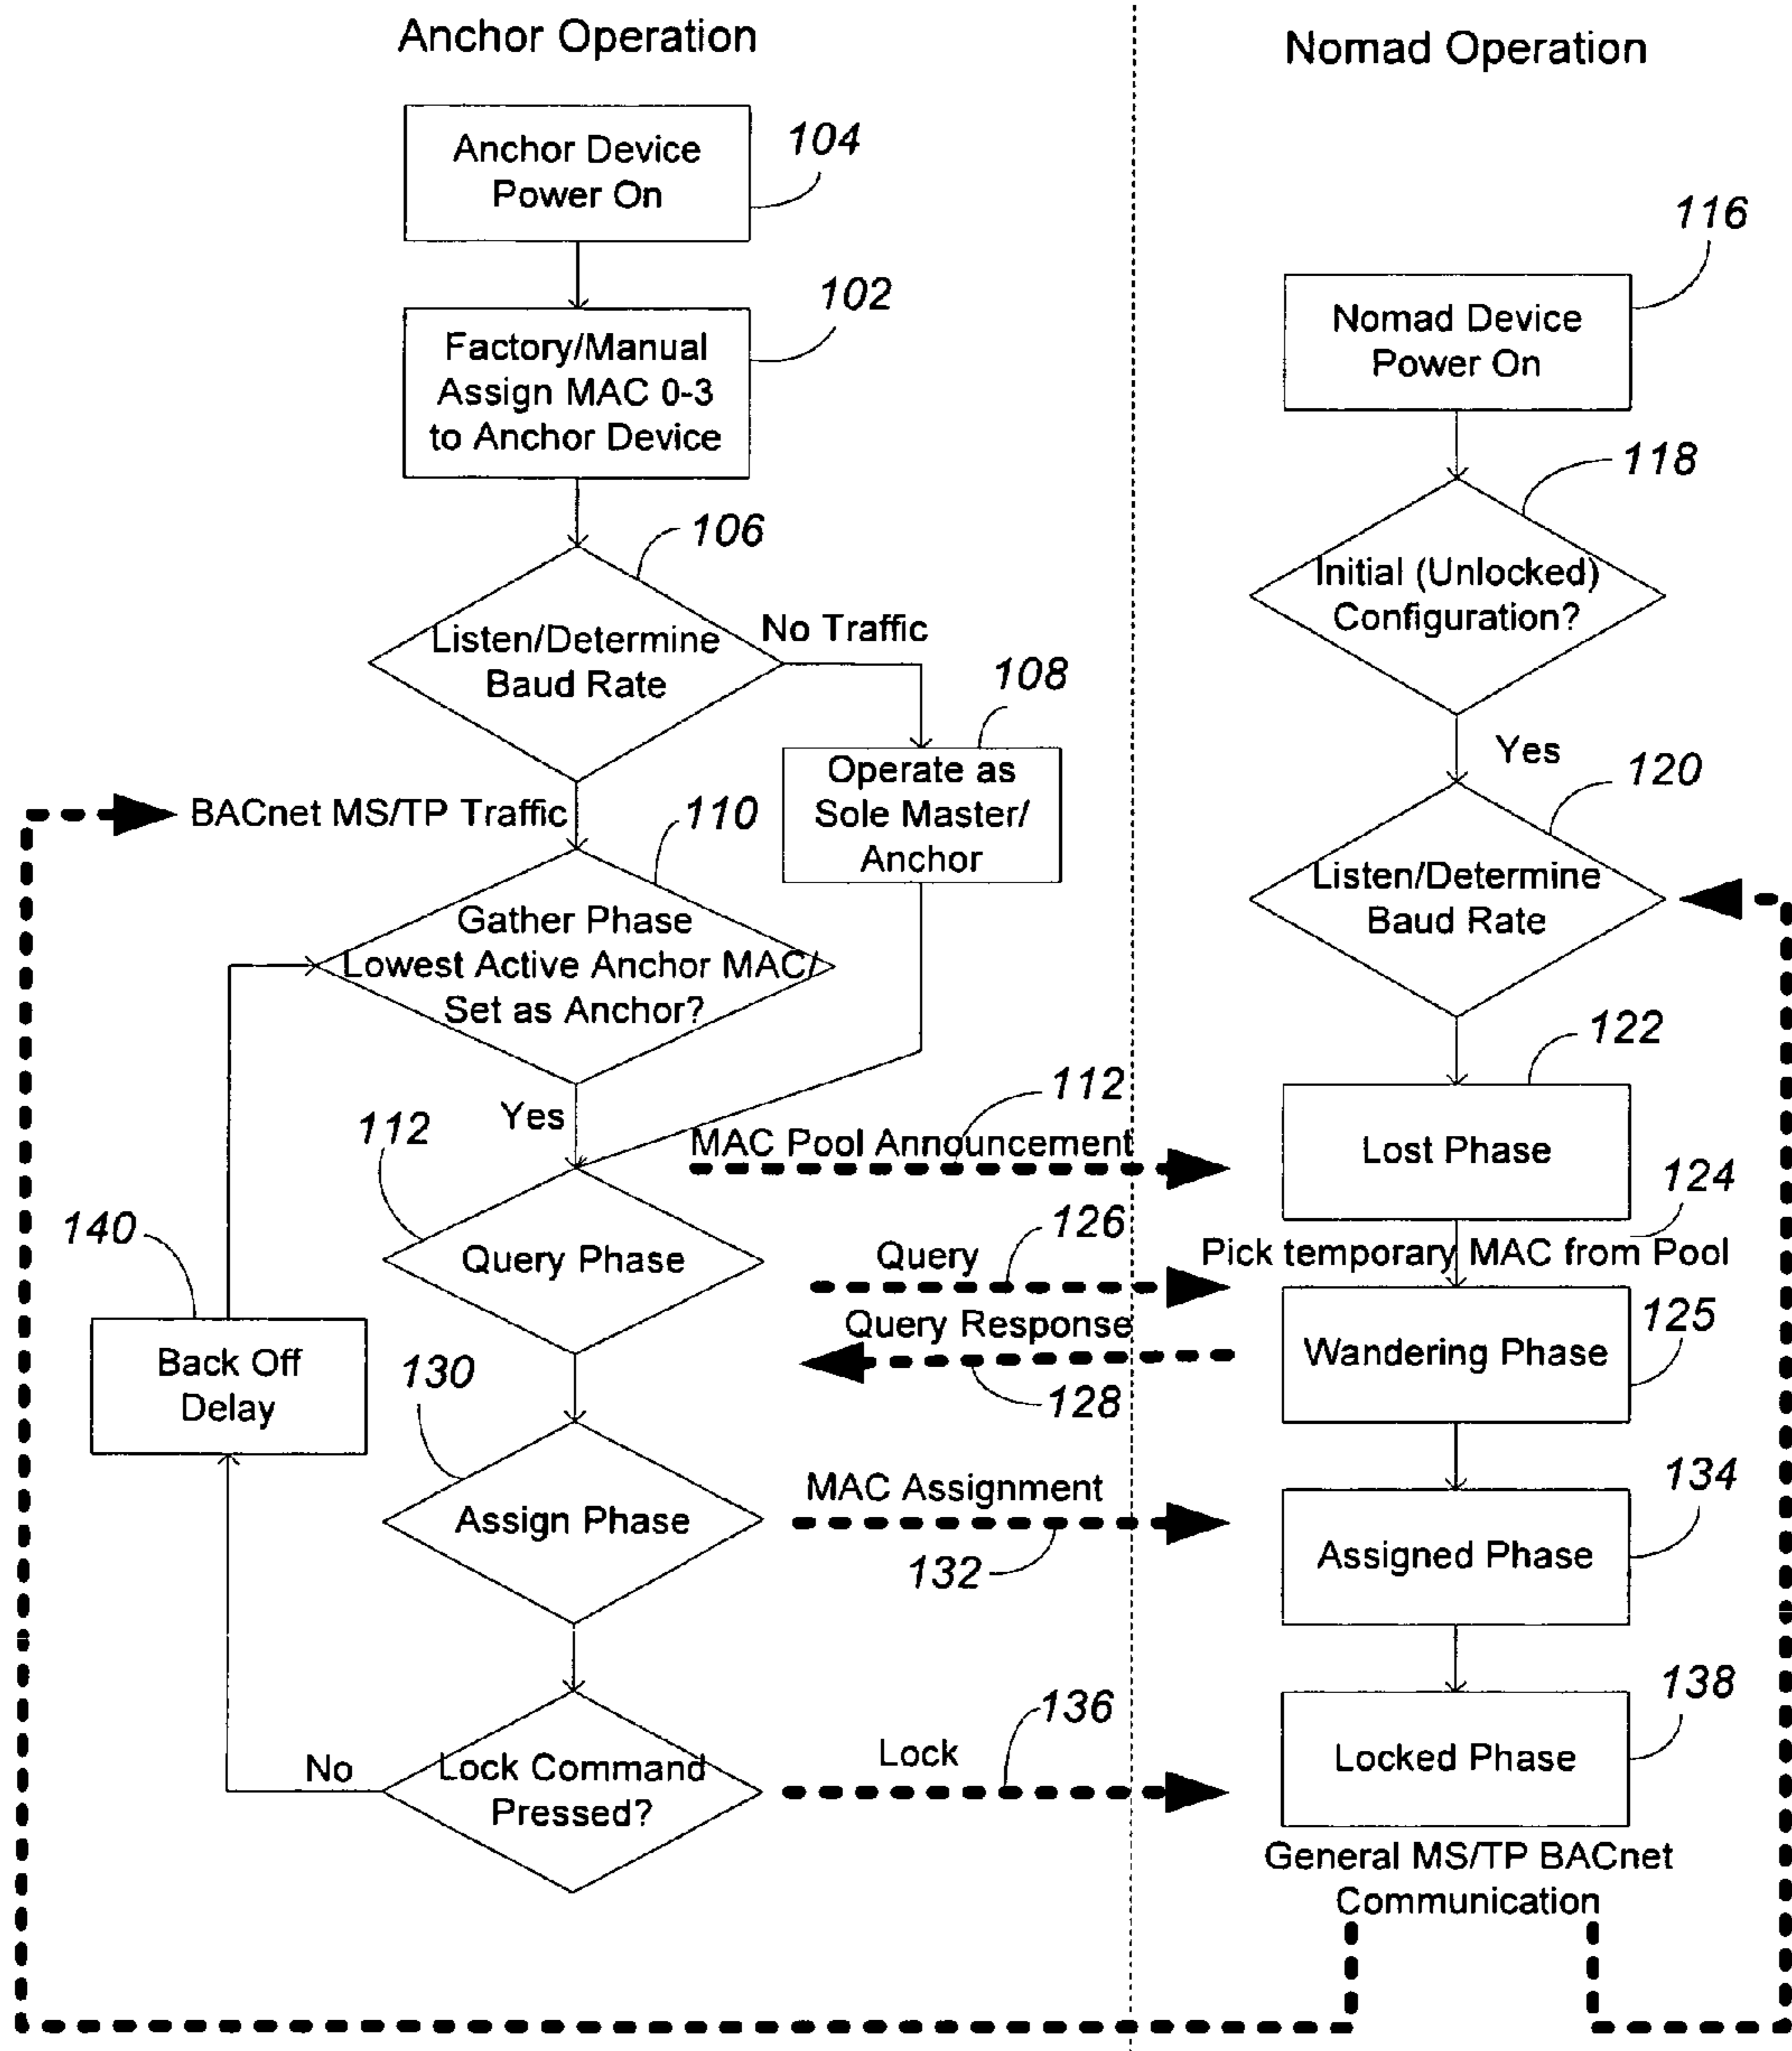 Anchor Operation
Nomad Operation
Anchor Device
Power On
104
Factory/Manual
Assign MAC 0-3
to Anchor Device
102
Listen/Determine
Baud Rate
106
No Traffic
108
Operate as
Sole Master/
Anchor
BACnet MS/TP Traffic
110
Gather Phase
Lowest Active Anchor MAC/
Set as Anchor?
Yes
112
Query Phase
MAC Pool Announcement
112
Query
126
Query Response
128
140
Back Off
Delay
130
Assign Phase
MAC Assignment
132
Lock Command
Pressed?
No
Lock
136
116
Nomad Device
Power On
118
Initial (Unlocked)
Configuration?
Yes
120
Listen/Determine
Baud Rate
122
Lost Phase
124
Pick temporary MAC from Pool
125
Wandering Phase
134
Assigned Phase
138
Locked Phase
General MS/TP BACnet
Communication